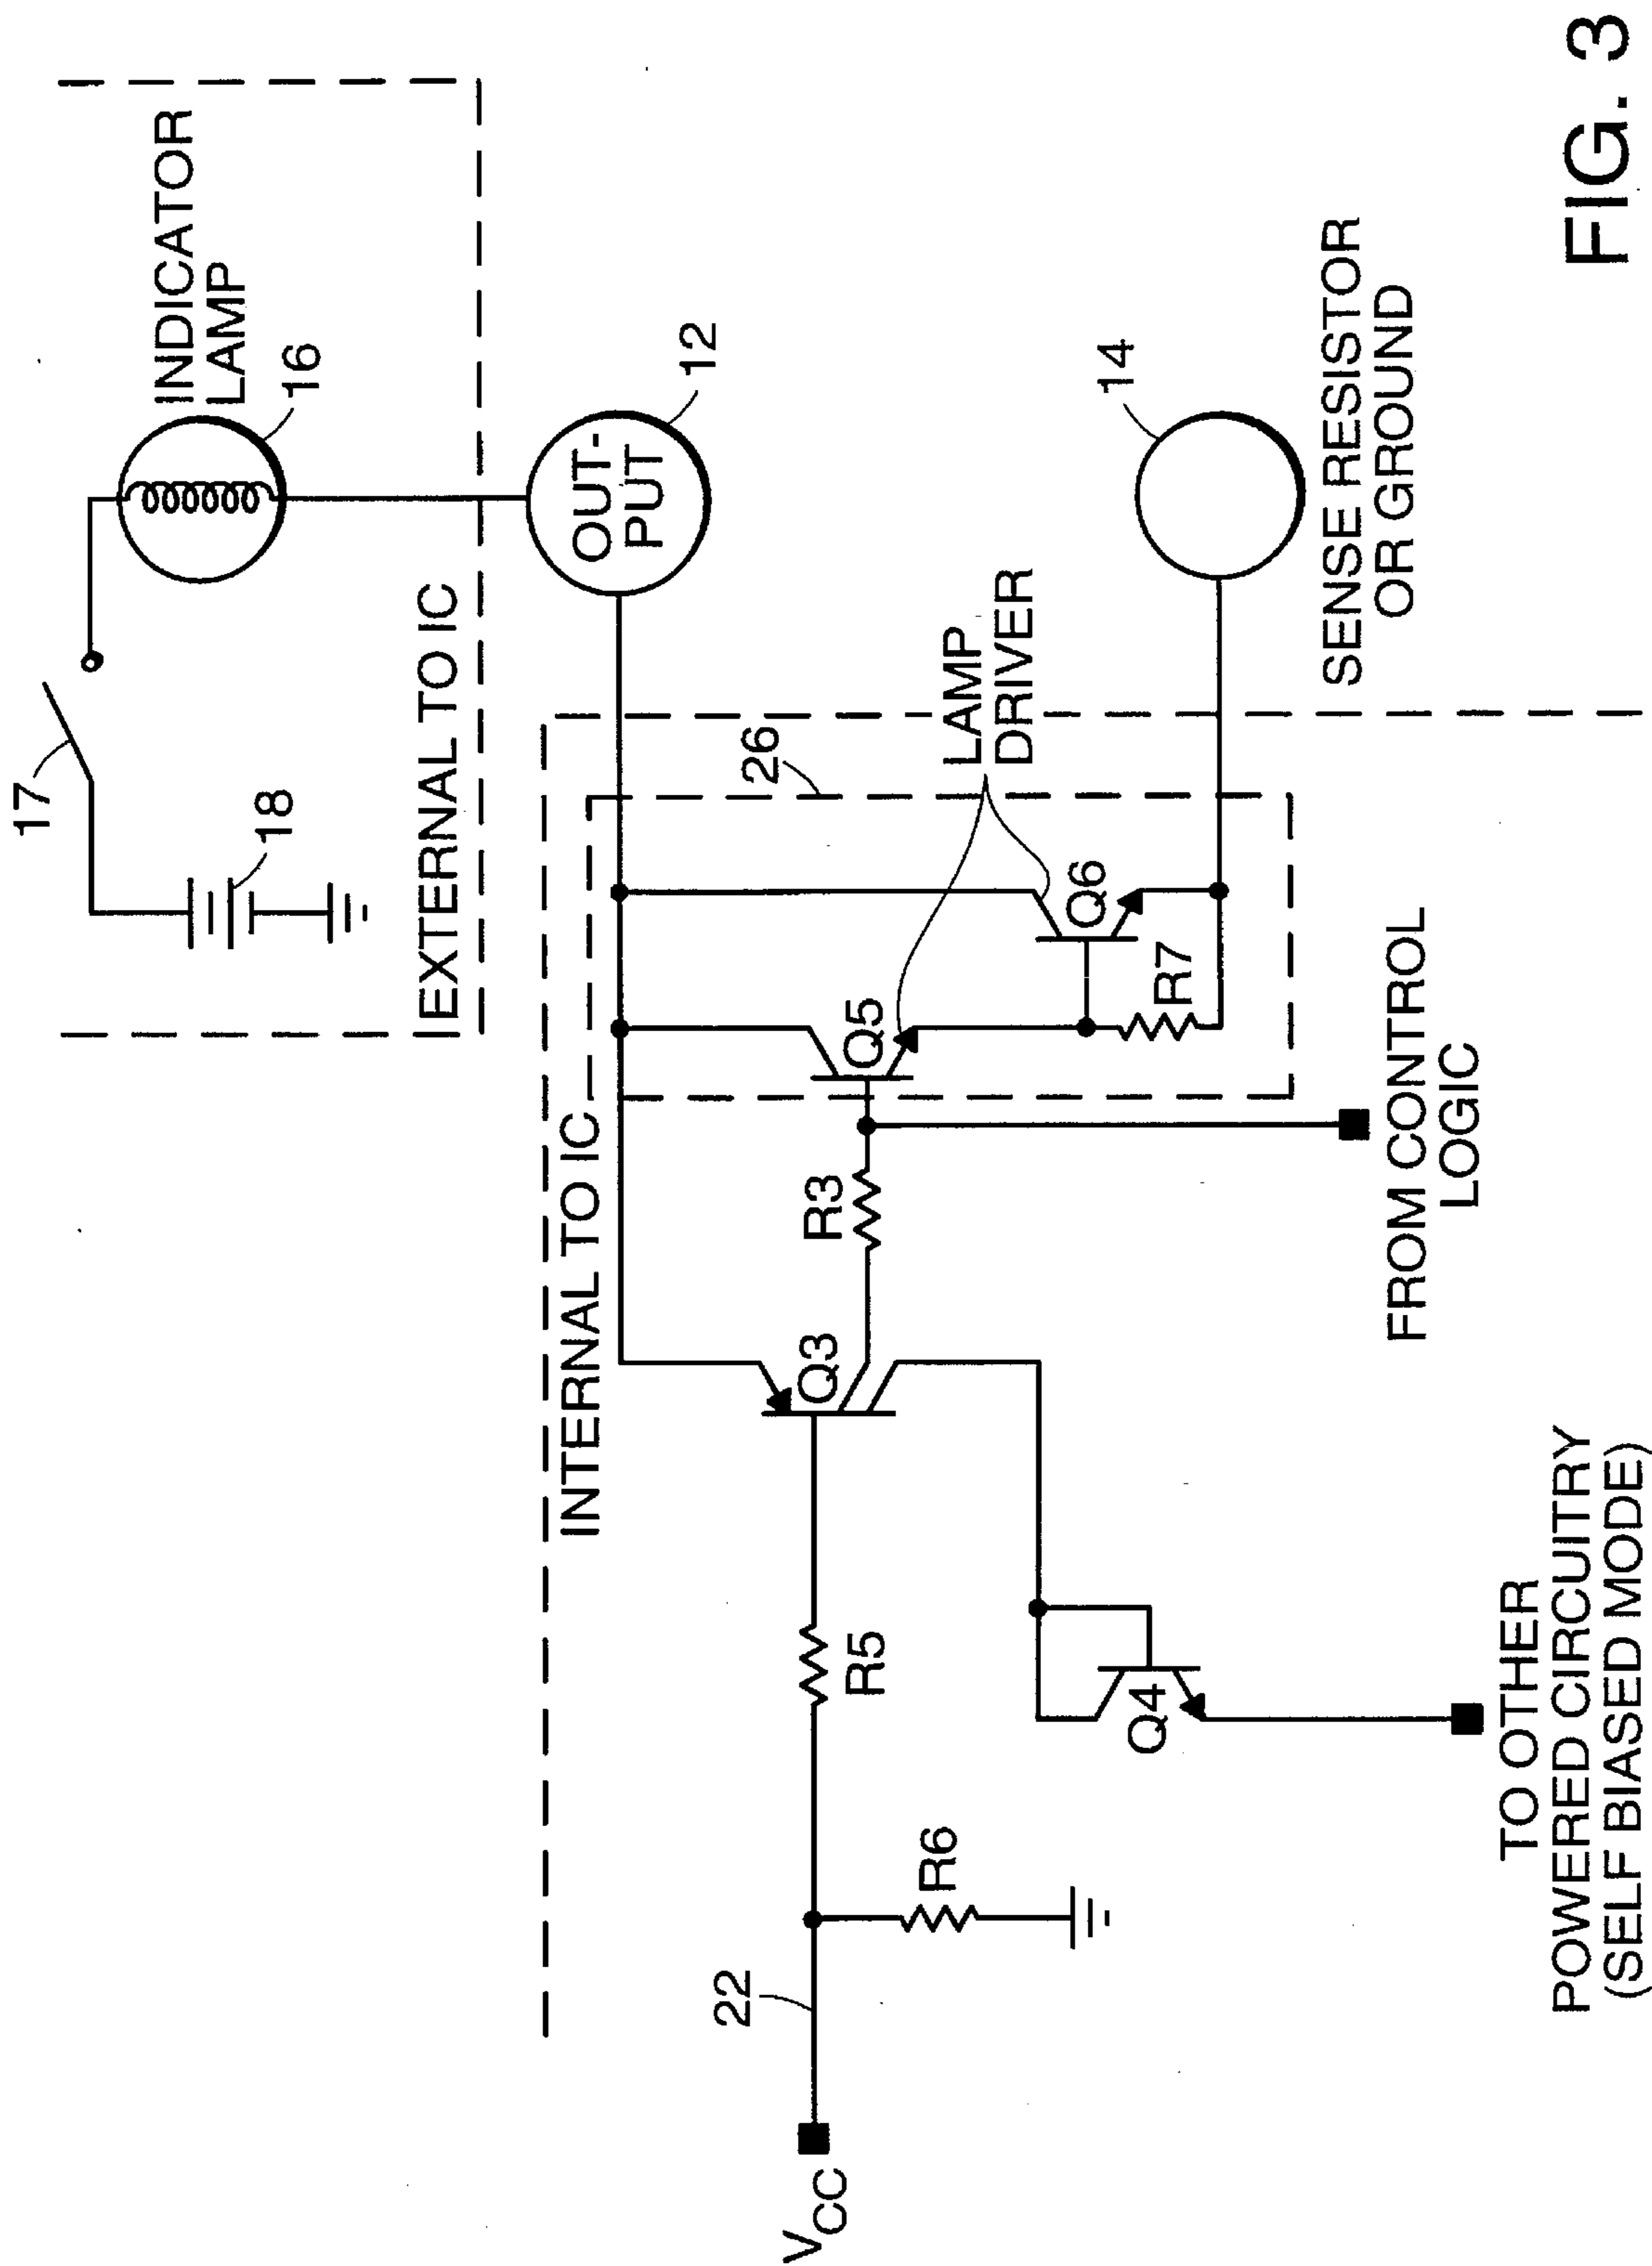 17
18
INDICATOR
LAMP
16
EXTERNAL TO IC
OUT-
PUT
12
INTERNAL TO IC
26
LAMP
DRIVER
14
SENSE RESISTOR
OR GROUND
Q3
R3
Q5
Q6
R7
22
VCC
R5
R6
Q4
FROM CONTROL
LOGIC
TO OTHER
POWERED CIRCUITRY
(SELF BIASED MODE)
FIG. 3